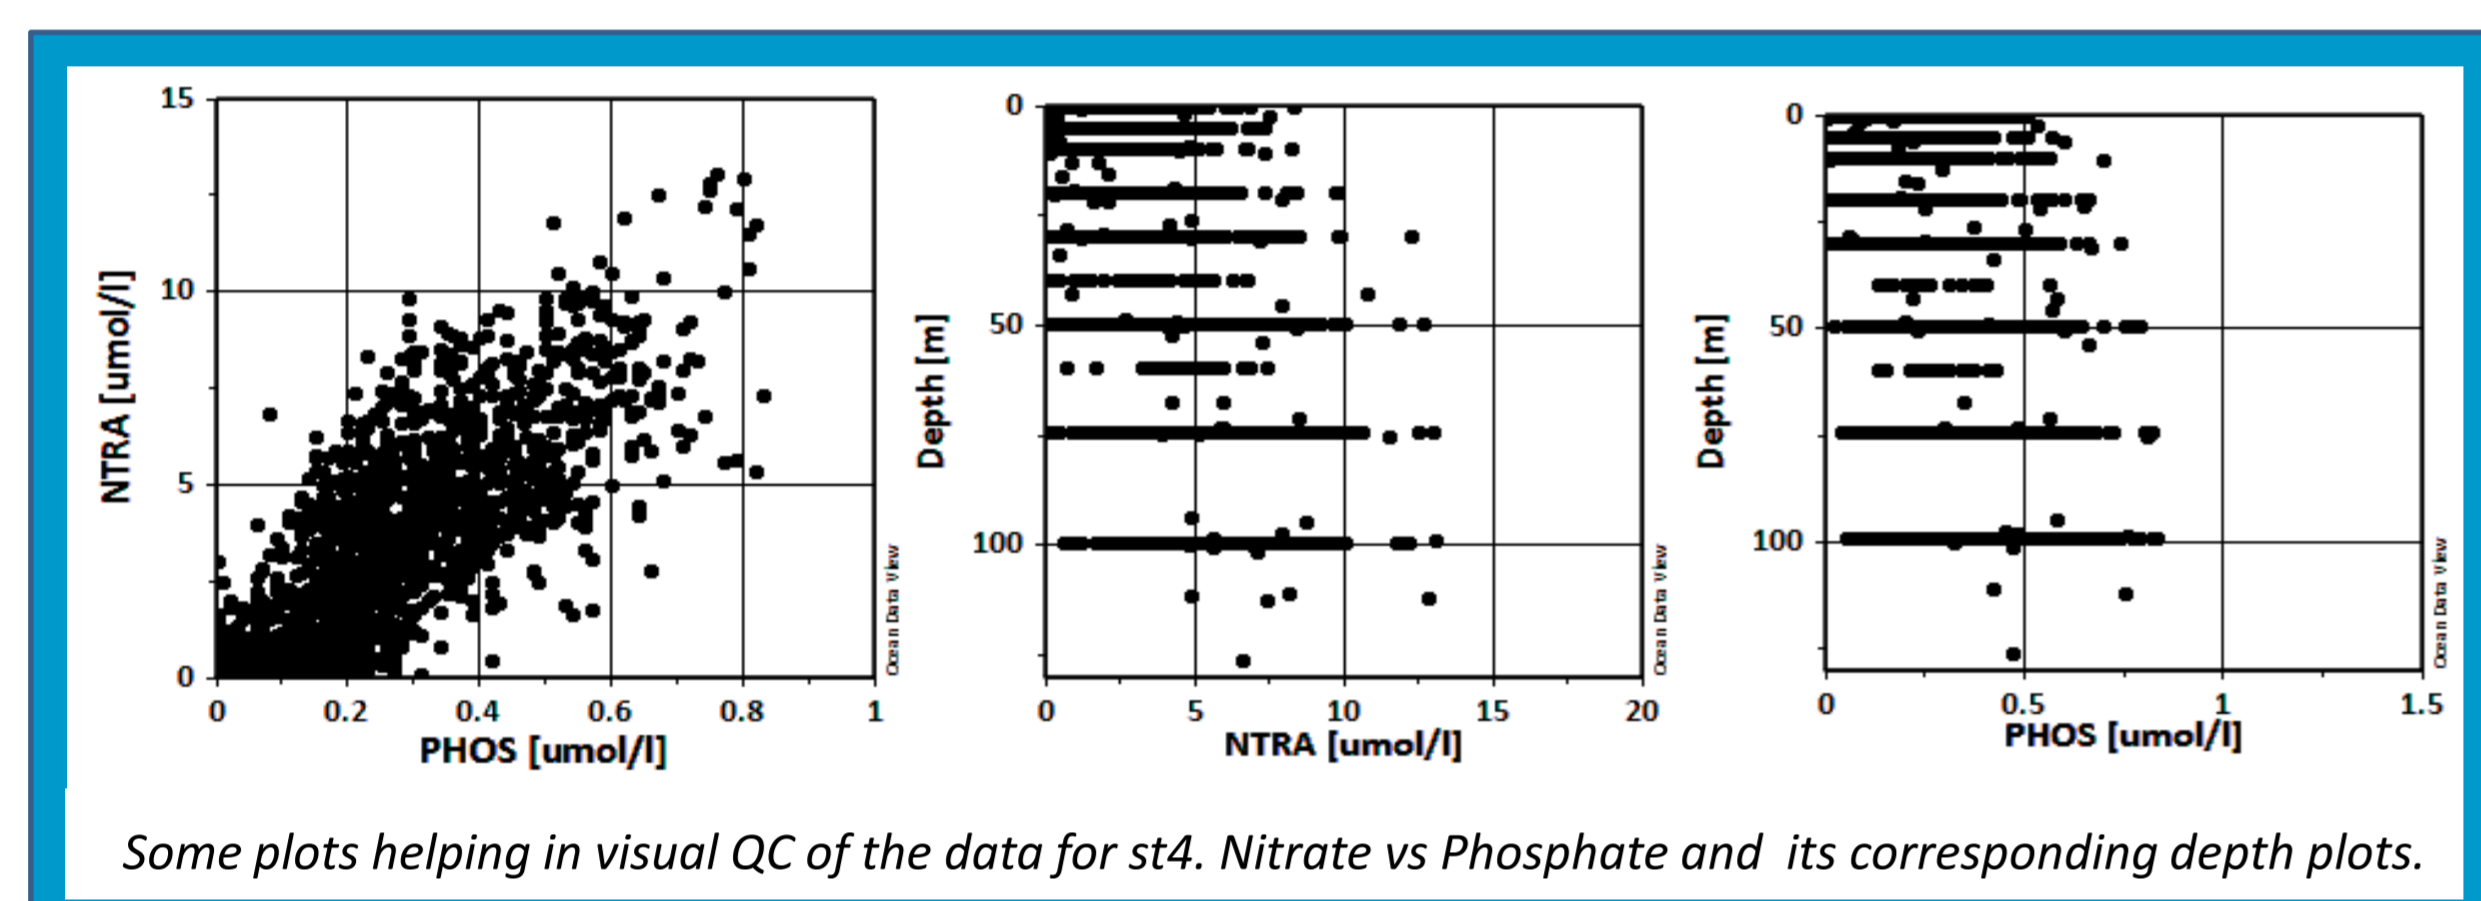 15
10
5
0
NTRA [umol/l]
0 0.2 0.4 0.6 0.8 1
PHOS [umol/l]
Ocean Data View
0
50
100
Depth [m]
0 5 10 15 20
NTRA [umol/l]
Ocean Data View
0
50
100
Depth [m]
0 0.5 1 1.5
PHOS [umol/l]
Ocean Data View
Some plots helping in visual QC of the data for st4. Nitrate vs Phosphate and its corresponding depth plots.